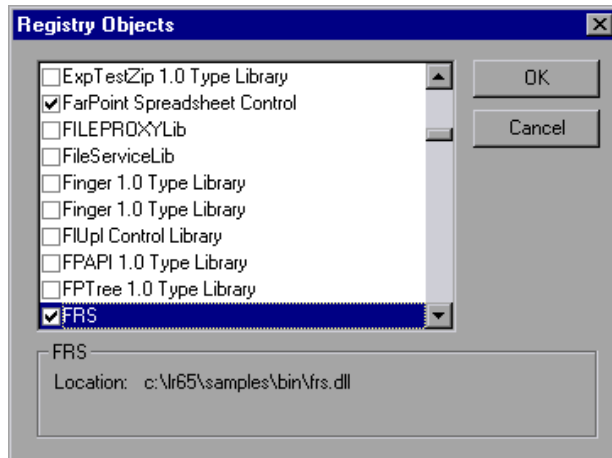 Registry Objects
ExpTestZip 1.0 Type Library
FarPoint Spreadsheet Control
FILEPROXYLib
FileServiceLib
Finger 1.0 Type Library
Finger 1.0 Type Library
FlUpl Control Library
FPAPI 1.0 Type Library
FPTree 1.0 Type Library
FRS
OK
Cancel
FRS
Location: c:\lr65\samples\bin\frs.dll